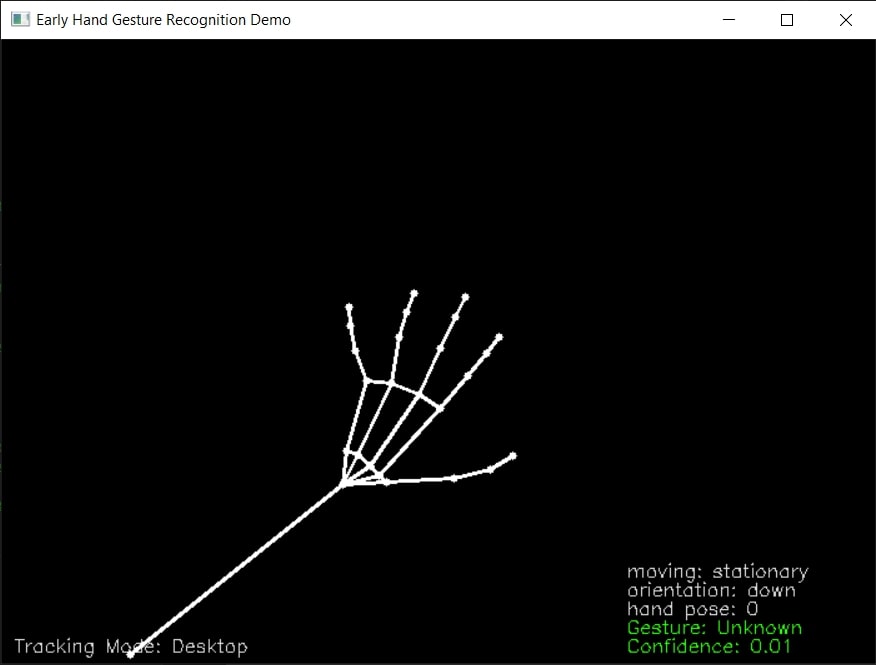 Early Hand Gesture Recognition Demo
moving: stationary
orientation: down
hand pose: 0
Gesture: Unknown
Confidence: 0.01
Tracking Mode: Desktop